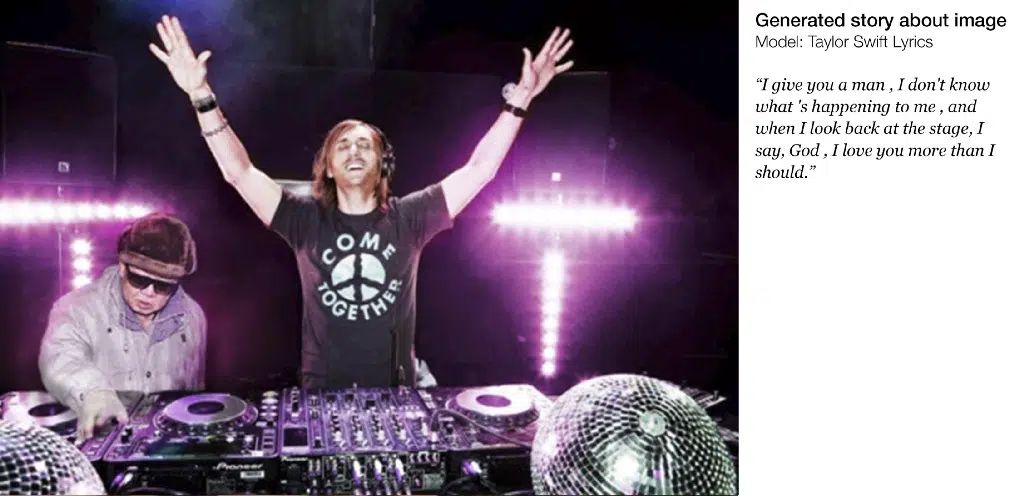 Generated story about image
Model: Taylor Swift Lyrics
“I give you a man , I don't know
what 's happening to me , and
when I look back at the stage, I
say, God , I love you more than I
should.”
COME
TOGETHER
Pioneer